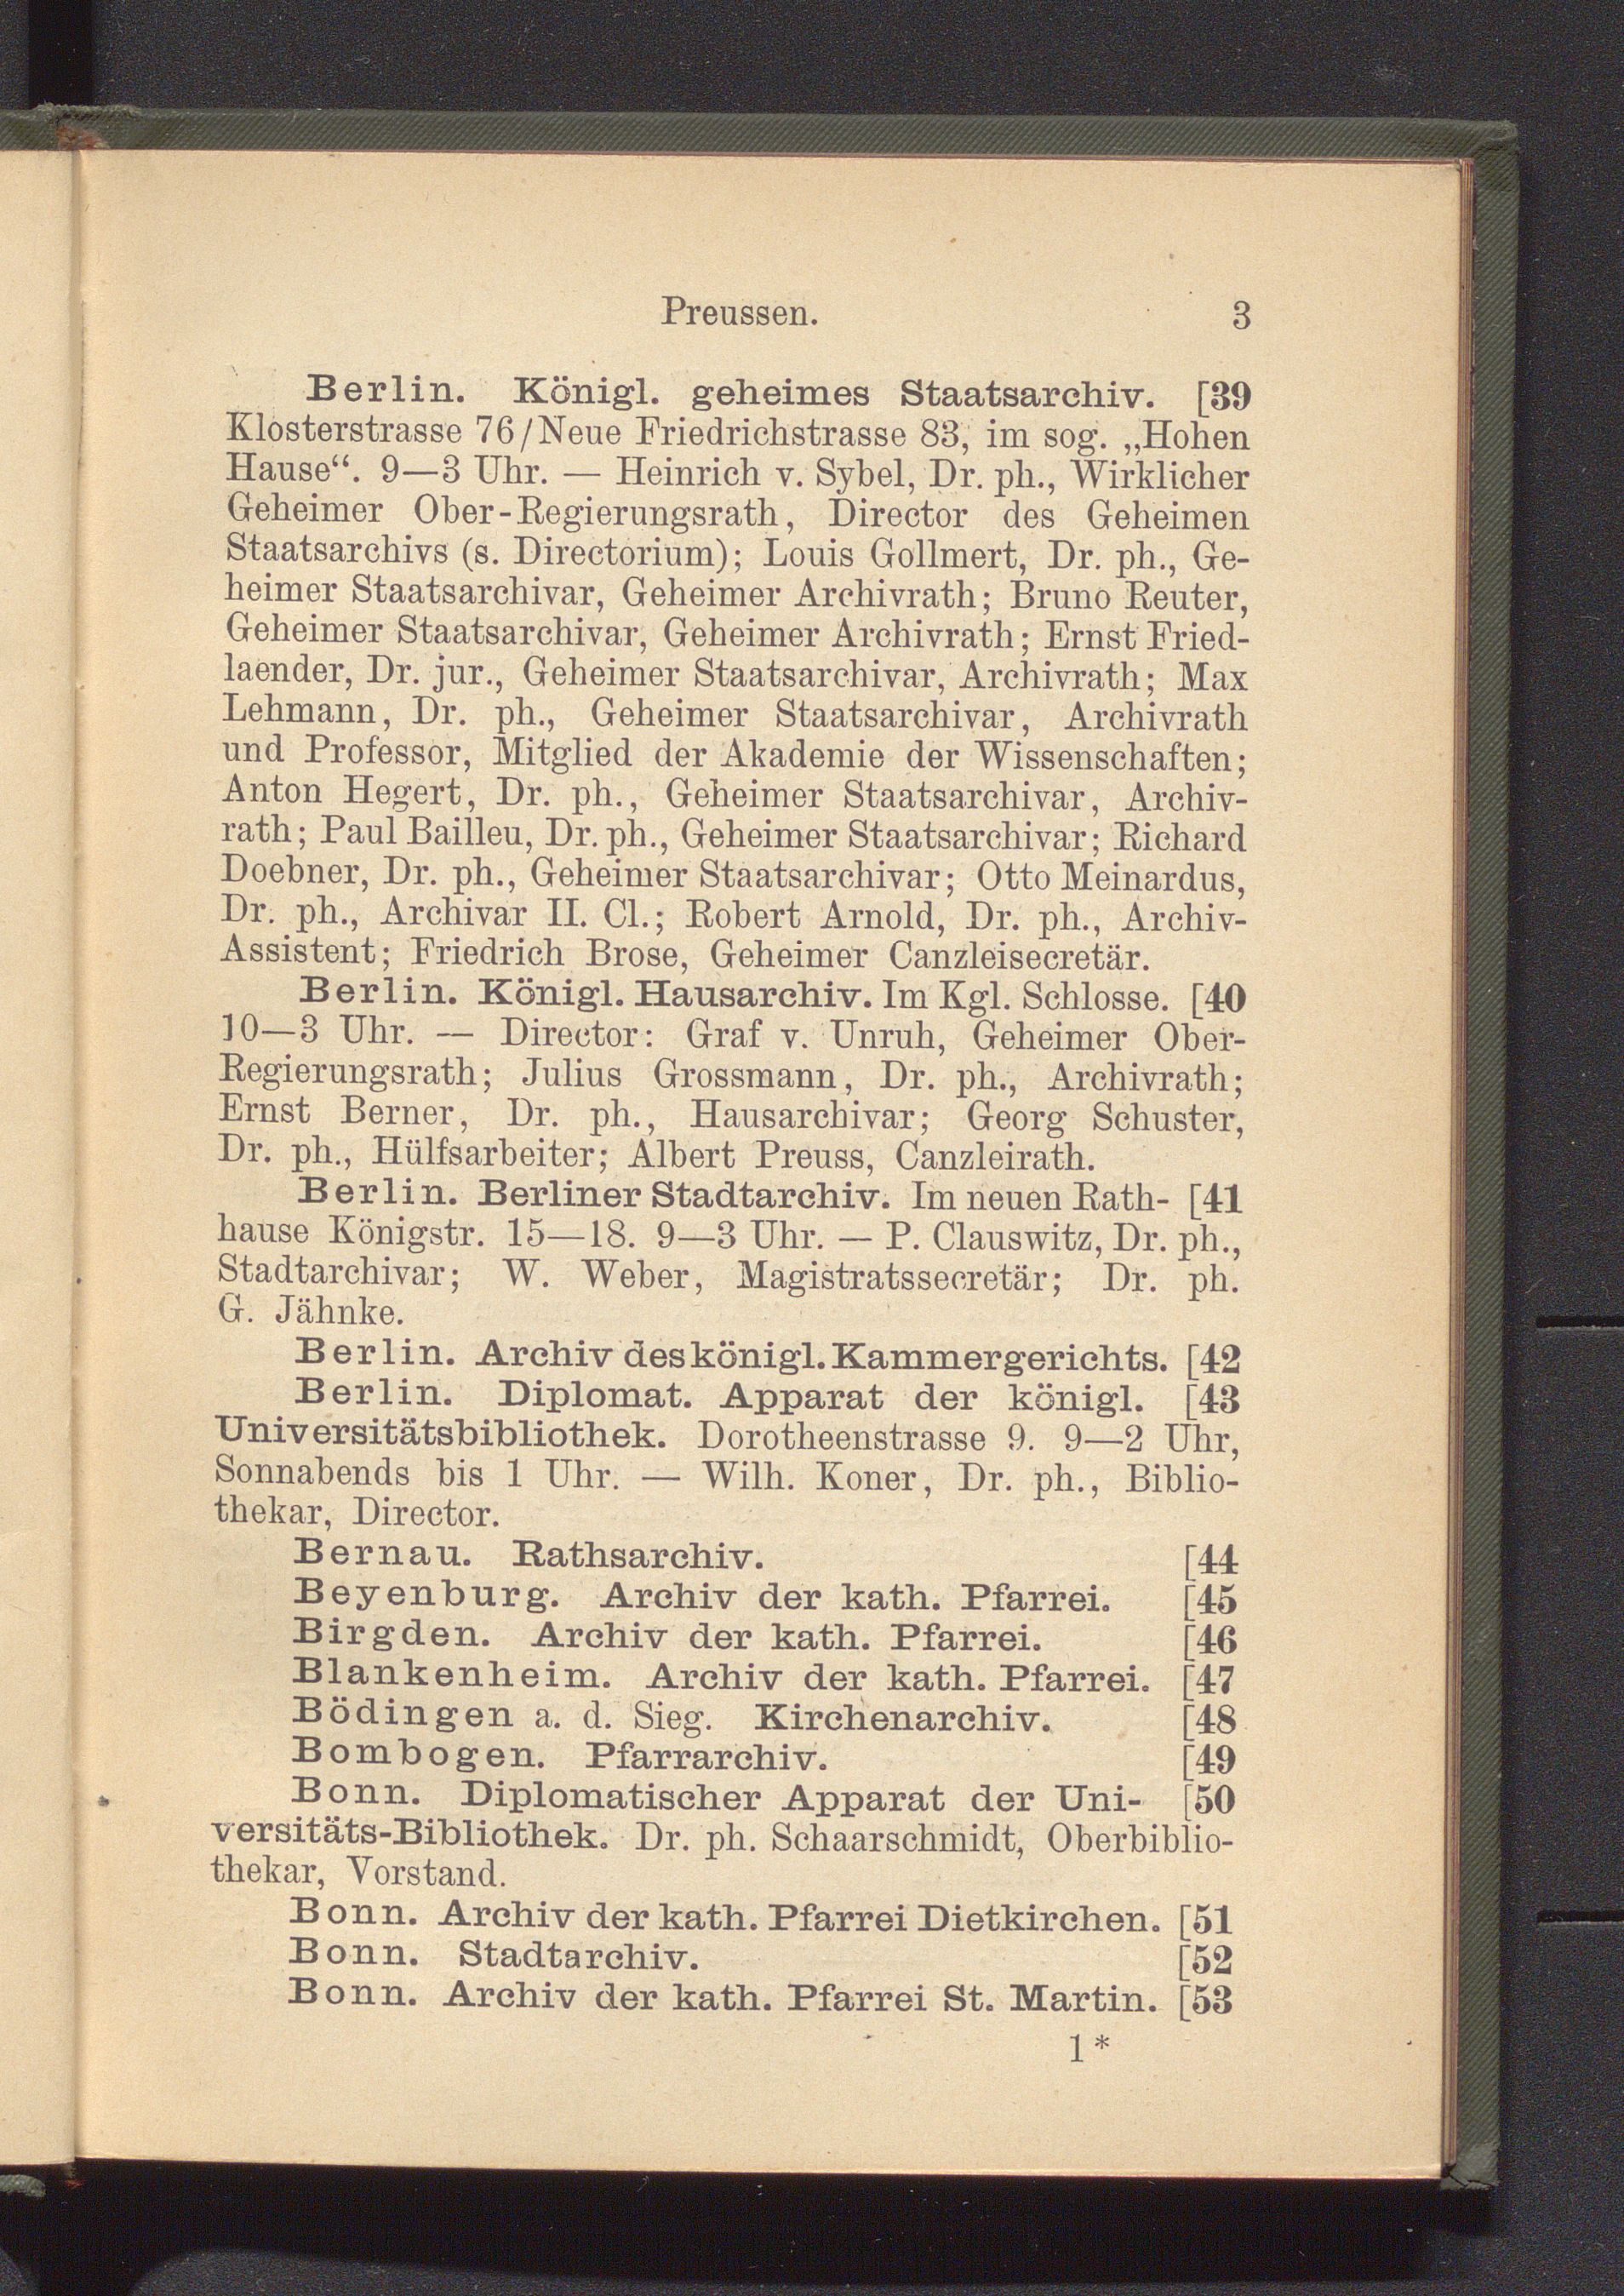 Preussen. 3
Berlin. Königl. geheimes Staatsarchiv. [39
Klosterstrasse 76/Neue Friedrichstrasse 83, im sog. „Hohen
Hause“. 9—3 Uhr. — Heinrich v. Sybel, Dr. ph., Wirklicher
Geheimer Ober-Regierungsrath, Director des Geheimen
Staatsarchivs (s. Directorium); Louis Gollmert, Dr. ph., Ge-
heimer Staatsarchivar, Geheimer Archivrath; Bruno Reuter,
Geheimer Staatsarchivar, Geheimer Archivrath; Ernst Fried-
laender, Dr. jur., Geheimer Staatsarchivar, Archivrath; Max
Lehmann, Dr. ph., Geheimer Staatsarchivar, Archivrath
und Professor, Mitglied der Akademie der Wissenschaften;
Anton Hegert, Dr. ph., Geheimer Staatsarchivar, Archiv-
rath; Paul Bailleu, Dr. ph., Geheimer Staatsarchivar; Richard
Doebner, Dr. ph., Geheimer Staatsarchivar; Otto Meinardus,
Dr. ph., Archivar II. Cl.; Robert Arnold, Dr. ph., Archiv-
Assistent; Friedrich Brose, Geheimer Canzleisecretär.
Berlin. Königl. Hausarchiv. Im Kgl. Schlosse. [40
10—3 Uhr. — Director: Graf v. Unruh, Geheimer Ober-
Regierungsrath; Julius Grossmann, Dr. ph., Archivrath;
Ernst Berner, Dr. ph., Hausarchivar; Georg Schuster,
Dr. ph., Hülfsarbeiter; Albert Preuss, Canzleirath.
Berlin. Berliner Stadtarchiv. Im neuen Rath- [41
hause Königstr. 15—18. 9—3 Uhr. — P. Clauswitz, Dr. ph.,
Stadtarchivar; W. Weber, Magistratssecretär; Dr. ph.
G. Jähnke.
Berlin. Archiv des königl. Kammergerichts. [42
Berlin. Diplomat. Apparat der königl. [43
Universitätsbibliothek. Dorotheenstrasse 9. 9—2 Uhr,
Sonnabends bis 1 Uhr. — Wilh. Koner, Dr. ph., Biblio-
thekar, Director.
Bernau. Rathsarchiv. [44
Beyenburg. Archiv der kath. Pfarrei. [45
Birgden. Archiv der kath. Pfarrei. [46
Blankenheim. Archiv der kath. Pfarrei. [47
Bödingen a. d. Sieg. Kirchenarchiv. [48
Bombogen. Pfarrarchiv. [49
Bonn. Diplomatischer Apparat der Uni- [50
versitäts-Bibliothek. Dr. ph. Schaarschmidt, Oberbiblio-
thekar, Vorstand.
Bonn. Archiv der kath. Pfarrei Dietkirchen. [51
Bonn. Stadtarchiv. [52
Bonn. Archiv der kath. Pfarrei St. Martin. [53
1*